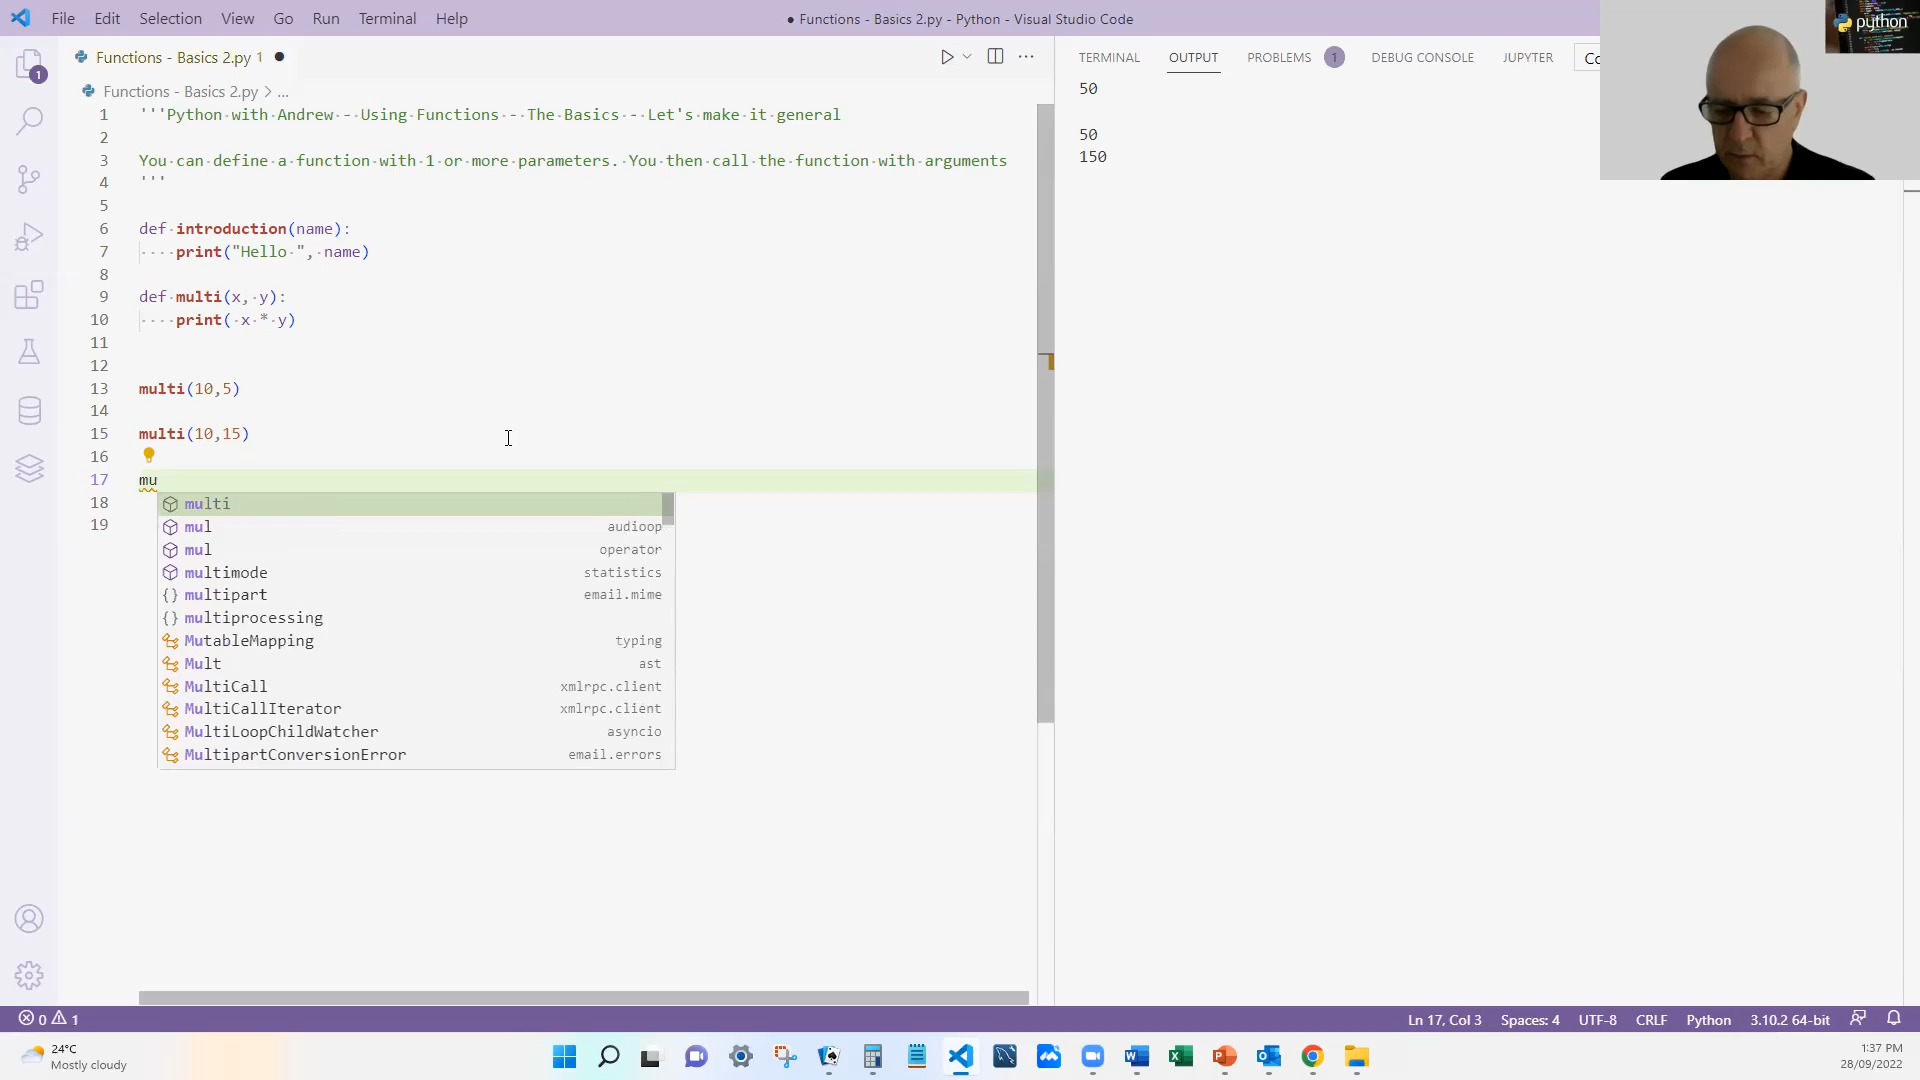 File Edit Selection View Go Run Terminal Help
● Functions - Basics 2.py - Python - Visual Studio Code
python
1
Functions - Basics 2.py 1 ●
Functions - Basics 2.py > ...
1 '''Python with Andrew -- Using Functions -- The Basics -- Let's make it general
2
3 You can define a function with 1 or more parameters. You then call the function with arguments
4 '''
5
6 def introduction(name):
7 print("Hello ", name)
8
9 def multi(x, y):
10 print( x * y)
11
12
13 multi(10,5)
14
15 multi(10,15)
16
17 mu
18
19
multi
mul audioop
mul operator
multimode statistics
{} multipart email.mime
{} multiprocessing
MutableMapping typing
Mult ast
MultiCall xmlrpc.client
MultiCallIterator xmlrpc.client
MultiLoopChildWatcher asyncio
MultipartConversionError email.errors
TERMINAL OUTPUT PROBLEMS 1 DEBUG CONSOLE JUPYTER Co
50
50
150
0 1
Ln 17, Col 3 Spaces: 4 UTF-8 CRLF Python 3.10.2 64-bit
24°C
Mostly cloudy
1:37 PM
28/09/2022